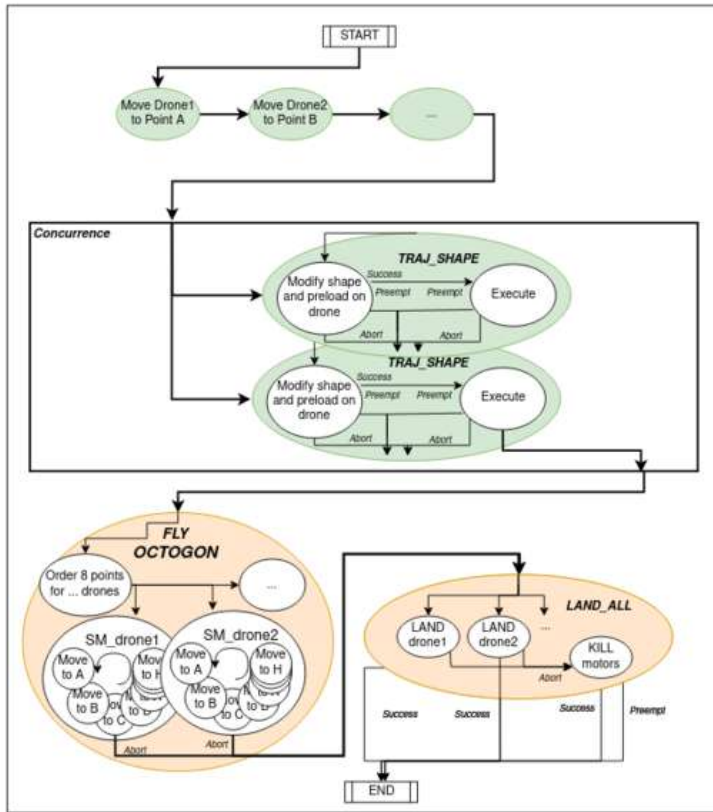 START
Move Drone1
to Point A
Move Drone2
to Point B
...
Concurrence
TRAJ_SHAPE
Modify shape
and preload on
drone
Success
Preempt
Preempt
Execute
Abort
Abort
TRAJ_SHAPE
Modify shape
and preload on
drone
Success
Preempt
Preempt
Execute
Abort
Abort
FLY
OCTOGON
Order 8 points
for ... drones
...
SM_drone1
Move
to A
Move
to B
to C
SM_drone2
Move
to A
Move
to H
Move
to B
to C
Abort
Abort
LAND_ALL
LAND
drone1
LAND
drone2
...
KILL
motors
Abort
Success
Success
Success
Preempt
END